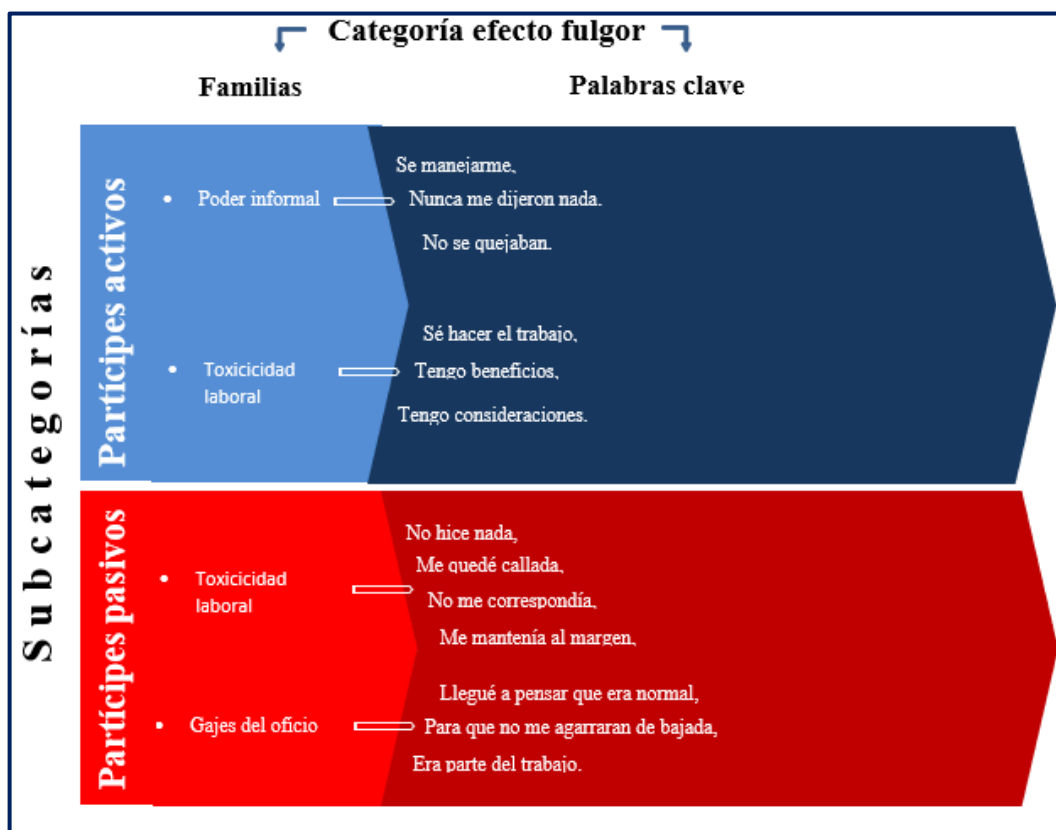 Categoría efecto fulgor
Familias
Palabras clave
Subcategorías
Partícipes activos
Poder informal
Se manejarme,
Nunca me dijeron nada.
No se quejaban.
Toxicicidad
laboral
Sé hacer el trabajo,
Tengo beneficios,
Tengo consideraciones.
Partícipes pasivos
Toxicicidad
laboral
No hice nada,
Me quedé callada,
No me correspondía,
Me mantenía al margen,
Gajes del oficio
Llegué a pensar que era normal,
Para que no me agarraran de bajada,
Era parte del trabajo.